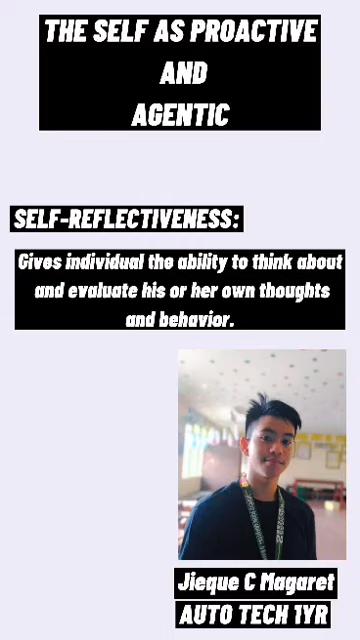 THE SELF AS PROACTIVE
AND
AGENTIC
SELF-REFLECTIVENESS:
Gives individual the ability to think about
and evaluate his or her own thoughts
and behavior.
Jieque C Magaret
AUTO TECH 1YR